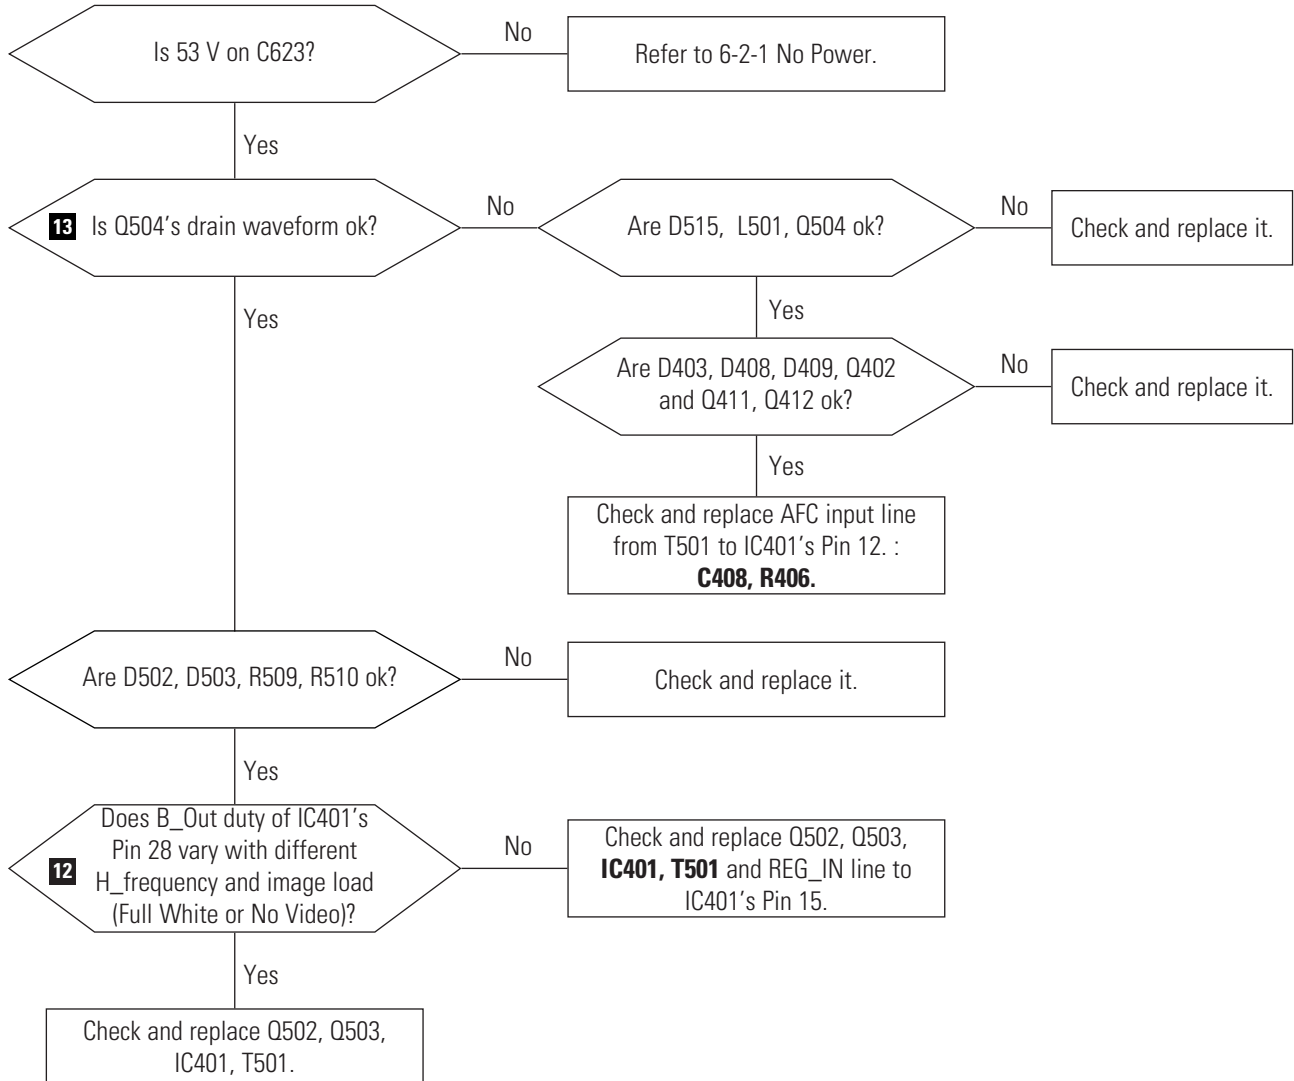 Is 53 V on C623?
No
Refer to 6-2-1 No Power.
Yes
13 Is Q504's drain waveform ok?
No
Are D515, L501, Q504 ok?
No
Check and replace it.
Yes
Yes
Are D403, D408, D409, Q402
and Q411, Q412 ok?
No
Check and replace it.
Yes
Check and replace AFC input line
from T501 to IC401's Pin 12. :
C408, R406.
Are D502, D503, R509, R510 ok?
No
Check and replace it.
Yes
12
Does B_Out duty of IC401's
Pin 28 vary with different
H_frequency and image load
(Full White or No Video)?
No
Check and replace Q502, Q503,
IC401, T501 and REG_IN line to
IC401's Pin 15.
Yes
Check and replace Q502, Q503,
IC401, T501.